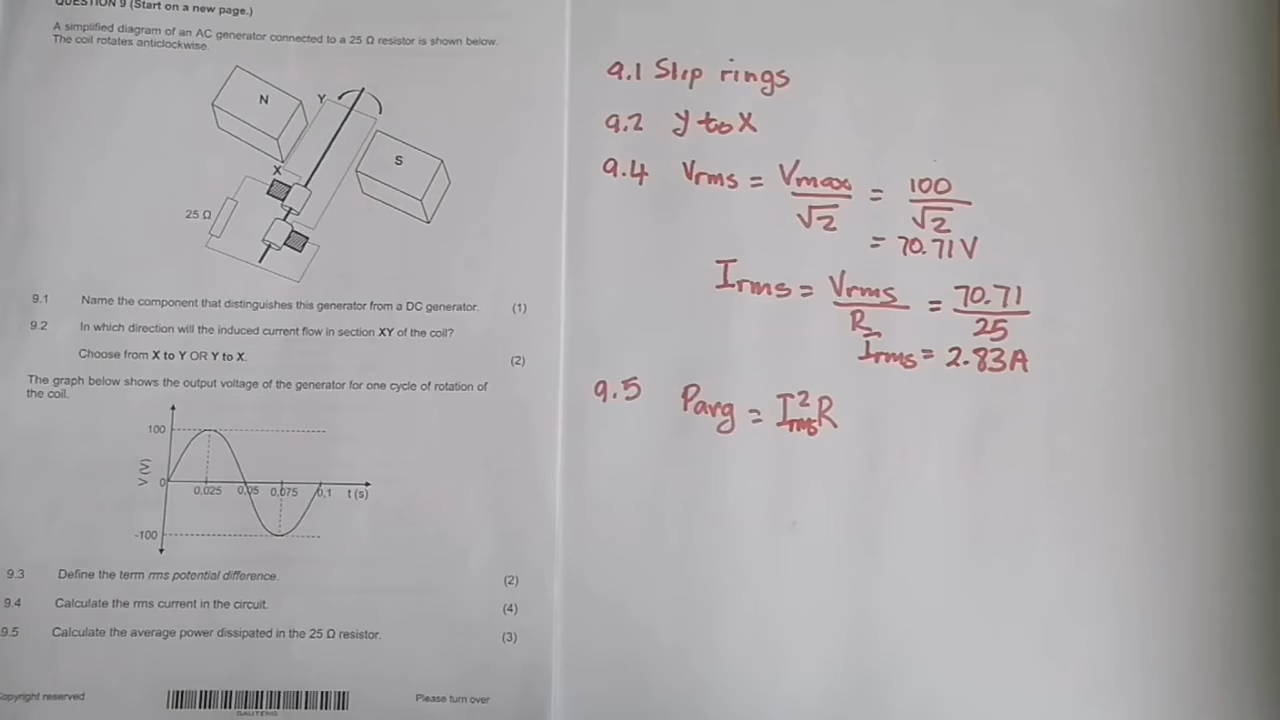 QUESTION 9 (Start on a new page.)
A simplified diagram of an AC generator connected to a 25 Ω resistor is shown below.
The coil rotates anticlockwise.
N
Y
S
X
25 Ω
9.1 Name the component that distinguishes this generator from a DC generator. (1)
9.2 In which direction will the induced current flow in section XY of the coil?
Choose from X to Y OR Y to X. (2)
The graph below shows the output voltage of the generator for one cycle of rotation of
the coil.
100
V (V)
0
0,025 0,05 0,075 0,1 t (s)
-100
9.3 Define the term rms potential difference. (2)
9.4 Calculate the rms current in the circuit. (4)
9.5 Calculate the average power dissipated in the 25 Ω resistor. (3)
Copyright reserved
GAUTENG
Please turn over
9.1 Slip rings
9.2 Y to X
9.4 Vrms = Vmax/√2 = 100/√2
= 70.71V
Irms = Vrms/R = 70.71/25
Irms = 2.83A
9.5 Pavg = I²rmsR